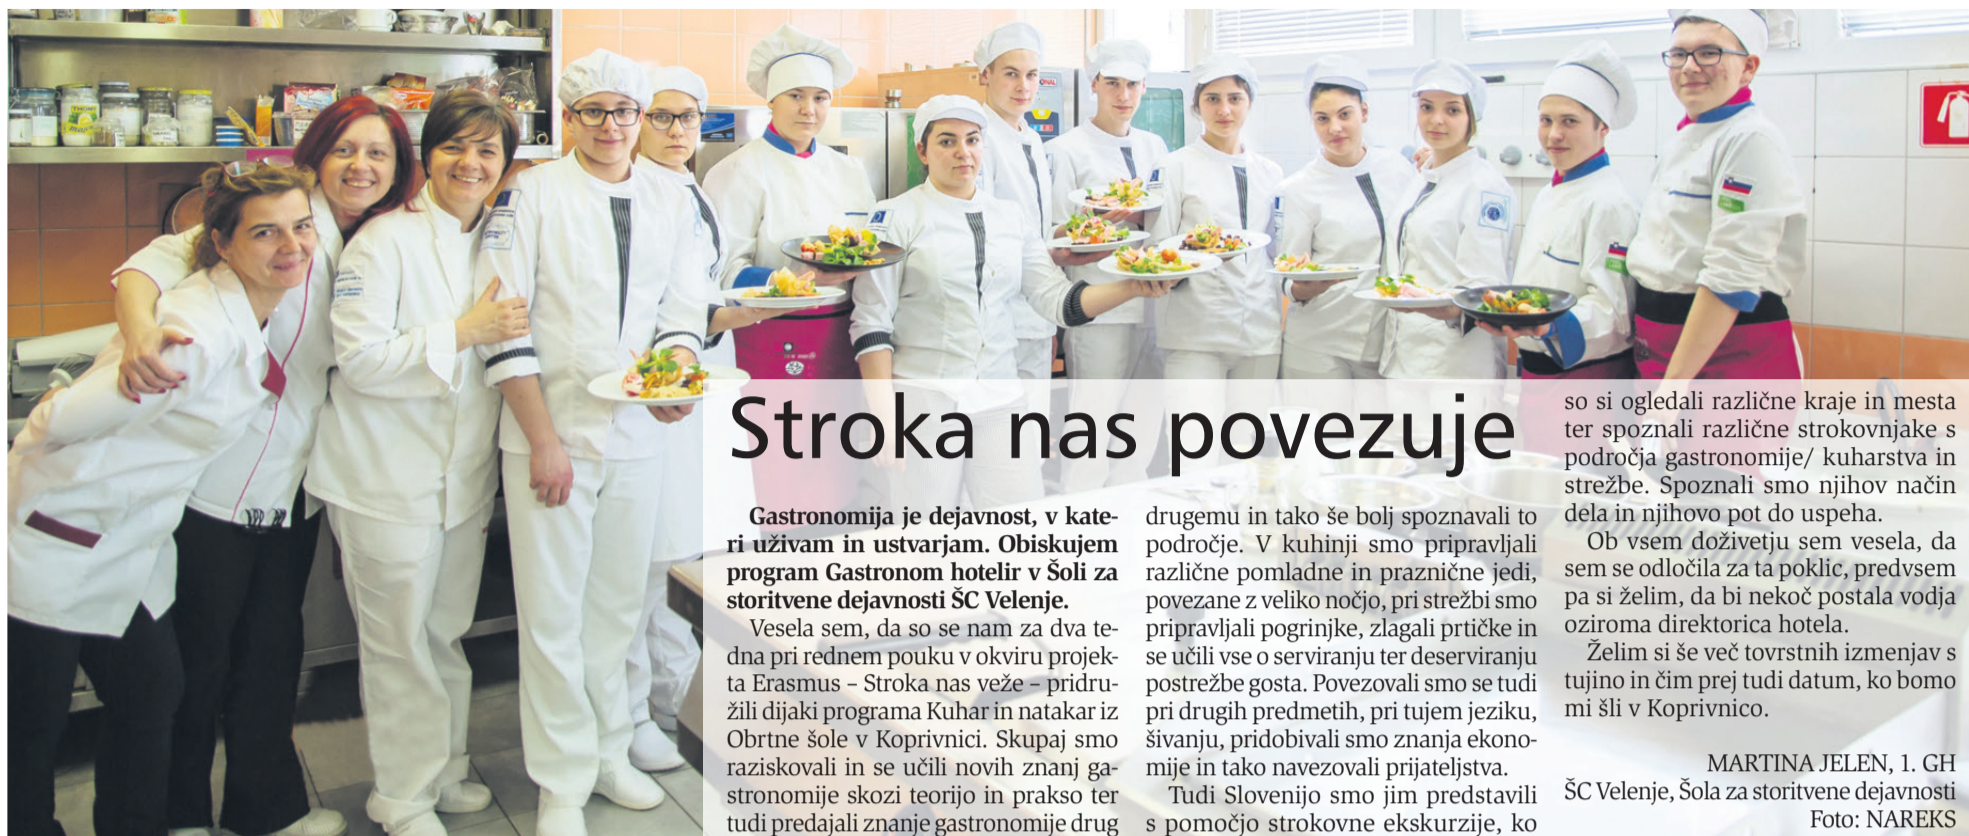 Stroka nas povezuje
Gastronomija je dejavnost, v kate-
ri uživam in ustvarjam. Obiskujem
program Gastronom hotelir v Šoli za
storitvene dejavnosti ŠC Velenje.
Vesela sem, da so se nam za dva te-
dna pri rednem pouku v okviru projek-
ta Erasmus – Stroka nas veže – pridru-
žili dijaki programa Kuhar in natakar iz
Obrtne šole v Koprivnici. Skupaj smo
raziskovali in se učili novih znanj ga-
stronomije skozi teorijo in prakso ter
tudi predajali znanje gastronomije drug
drugemu in tako še bolj spoznavali to
področje. V kuhinji smo pripravljali
različne pomladne in praznične jedi,
povezane z veliko nočjo, pri strežbi smo
pripravljali pogrinjke, zlagali prtičke in
se učili vse o serviranju ter deserviranju
postrežbe gosta. Povezovali smo se tudi
pri drugih predmetih, pri tujem jeziku,
šivanju, pridobivali smo znanja ekono-
mije in tako navezovali prijateljstva.
Tudi Slovenijo smo jim predstavili
s pomočjo strokovne ekskurzije, ko
so si ogledali različne kraje in mesta
ter spoznali različne strokovnjake s
področja gastronomije/ kuharstva in
strežbe. Spoznali smo njihov način
dela in njihovo pot do uspeha.
Ob vsem doživetju sem vesela, da
sem se odločila za ta poklic, predvsem
pa si želim, da bi nekoč postala vodja
oziroma direktorica hotela.
Želim si še več tovrstnih izmenjav s
tujino in čim prej tudi datum, ko bomo
mi šli v Koprivnico.
MARTINA JELEN, 1. GH
ŠC Velenje, Šola za storitvene dejavnosti
Foto: NAREKS